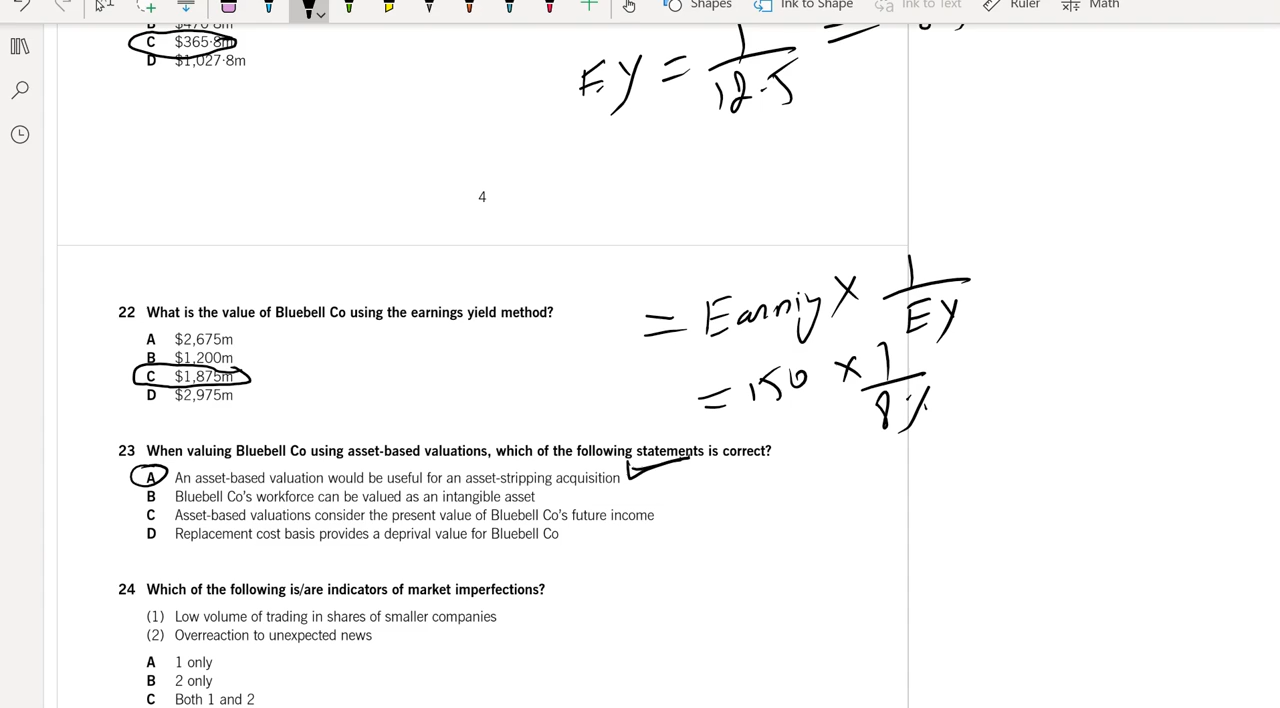 Shapes Ink to Shape Ink to Text Ruler Math
C $365·8m
D $1,027·8m
EY = 1
12.5
4
22 What is the value of Bluebell Co using the earnings yield method?
A $2,675m
B $1,200m
C $1,875m
D $2,975m
= Earning X 1
EY
= 150 x 1
8%
23 When valuing Bluebell Co using asset-based valuations, which of the following statements is correct?
A An asset-based valuation would be useful for an asset-stripping acquisition
B Bluebell Co’s workforce can be valued as an intangible asset
C Asset-based valuations consider the present value of Bluebell Co’s future income
D Replacement cost basis provides a deprival value for Bluebell Co
24 Which of the following is/are indicators of market imperfections?
(1) Low volume of trading in shares of smaller companies
(2) Overreaction to unexpected news
A 1 only
B 2 only
C Both 1 and 2